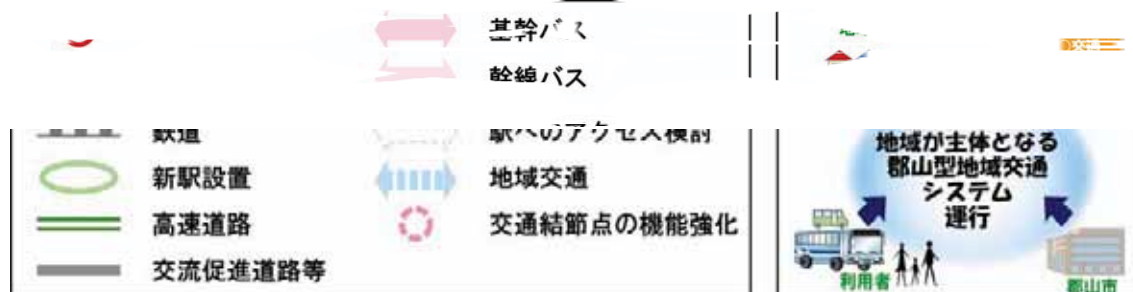 基幹バス
幹線バス
鉄道
駅へのアクセス検討
新駅設置
地域交通
高速道路
交通結節点の機能強化
交流促進道路等
地域が主体となる
郡山型地域交通
システム
運行
利用者
郡山市